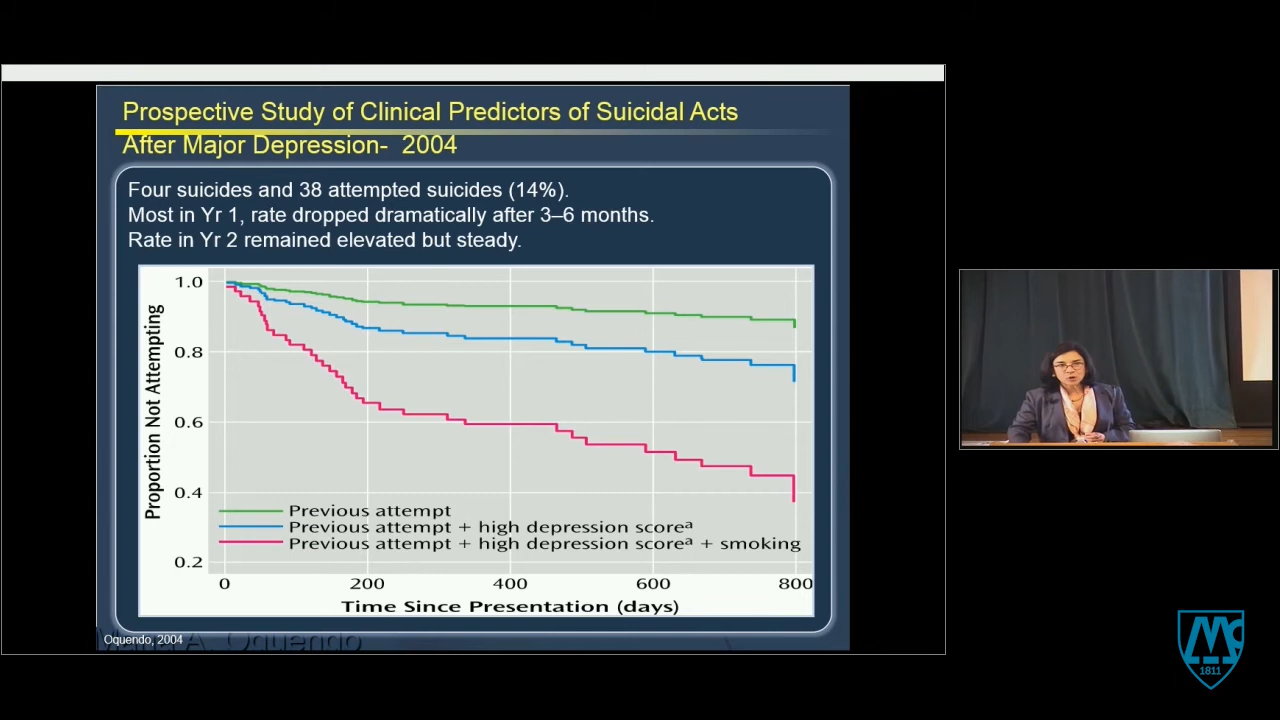 Prospective Study of Clinical Predictors of Suicidal Acts
After Major Depression- 2004
Four suicides and 38 attempted suicides (14%).
Most in Yr 1, rate dropped dramatically after 3–6 months.
Rate in Yr 2 remained elevated but steady.
Proportion Not Attempting
1.0
0.8
0.6
0.4
0.2
Previous attempt
Previous attempt + high depression scoreᵃ
Previous attempt + high depression scoreᵃ + smoking
0 200 400 600 800
Time Since Presentation (days)
Oquendo, 2004
Maria A. Oquendo
1811